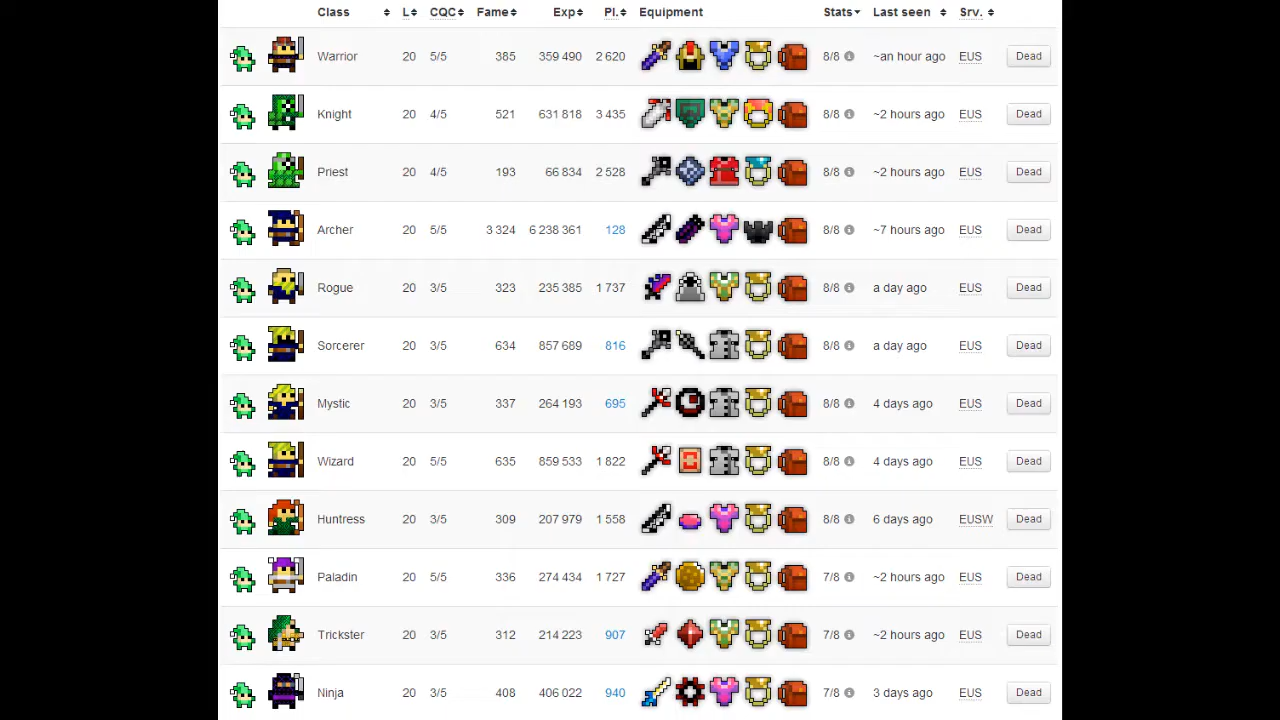 Class L CQC Fame Exp Pl. Equipment Stats Last seen Srv.
Warrior 20 5/5 385 359 490 2 620 8/8 ~an hour ago EUS Dead
Knight 20 4/5 521 631 818 3 435 8/8 ~2 hours ago EUS Dead
Priest 20 4/5 193 66 834 2 528 8/8 ~2 hours ago EUS Dead
Archer 20 5/5 3 324 6 238 361 128 8/8 ~7 hours ago EUS Dead
Rogue 20 3/5 323 235 385 1 737 8/8 a day ago EUS Dead
Sorcerer 20 3/5 634 857 689 816 8/8 a day ago EUS Dead
Mystic 20 3/5 337 264 193 695 8/8 4 days ago EUS Dead
Wizard 20 5/5 635 859 533 1 822 8/8 4 days ago EUS Dead
Huntress 20 3/5 309 207 979 1 558 8/8 6 days ago EUSW Dead
Paladin 20 5/5 336 274 434 1 727 7/8 ~2 hours ago EUS Dead
Trickster 20 3/5 312 214 223 907 7/8 ~2 hours ago EUS Dead
Ninja 20 3/5 408 406 022 940 7/8 3 days ago EUS Dead